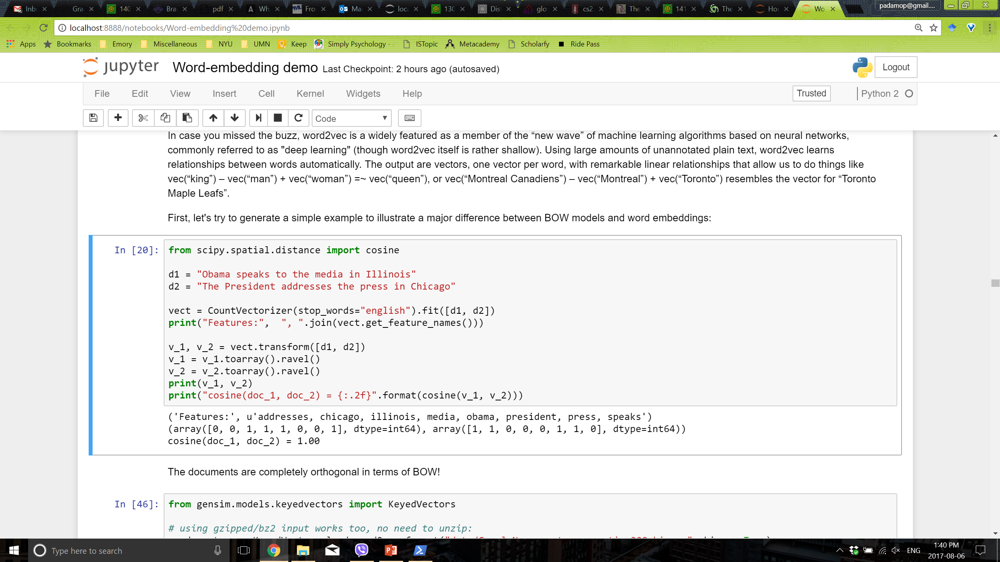 Inb Gra 140 Bra pdf Wh Fro Ma loc 130 Dis glo cs2 The 141 The Ho Wo padamop@gmail....
localhost:8888/notebooks/Word-embedding%20demo.ipynb
Apps Bookmarks Emory Miscellaneous NYU UMN Keep Simply Psychology - ISTopic Metacademy Scholarfy Ride Pass
jupyter Word-embedding demo Last Checkpoint: 2 hours ago (autosaved) Logout
File Edit View Insert Cell Kernel Widgets Help Trusted Python 2
Code
In case you missed the buzz, word2vec is a widely featured as a member of the “new wave” of machine learning algorithms based on neural networks,
commonly referred to as "deep learning" (though word2vec itself is rather shallow). Using large amounts of unannotated plain text, word2vec learns
relationships between words automatically. The output are vectors, one vector per word, with remarkable linear relationships that allow us to do things like
vec(“king”) – vec(“man”) + vec(“woman”) =~ vec(“queen”), or vec(“Montreal Canadiens”) – vec(“Montreal”) + vec(“Toronto”) resembles the vector for “Toronto
Maple Leafs”.
First, let's try to generate a simple example to illustrate a major difference between BOW models and word embeddings:
In [20]: from scipy.spatial.distance import cosine
d1 = "Obama speaks to the media in Illinois"
d2 = "The President addresses the press in Chicago"
vect = CountVectorizer(stop_words="english").fit([d1, d2])
print("Features:",  ", ".join(vect.get_feature_names()))
v_1, v_2 = vect.transform([d1, d2])
v_1 = v_1.toarray().ravel()
v_2 = v_2.toarray().ravel()
print(v_1, v_2)
print("cosine(doc_1, doc_2) = {:.2f}".format(cosine(v_1, v_2)))
('Features:', u'addresses, chicago, illinois, media, obama, president, press, speaks')
(array([0, 0, 1, 1, 1, 0, 0, 1], dtype=int64), array([1, 1, 0, 0, 0, 1, 1, 0], dtype=int64))
cosine(doc_1, doc_2) = 1.00
The documents are completely orthogonal in terms of BOW!
In [46]: from gensim.models.keyedvectors import KeyedVectors
# using gzipped/bz2 input works too, no need to unzip:
Type here to search
ENG
1:40 PM
2017-08-06